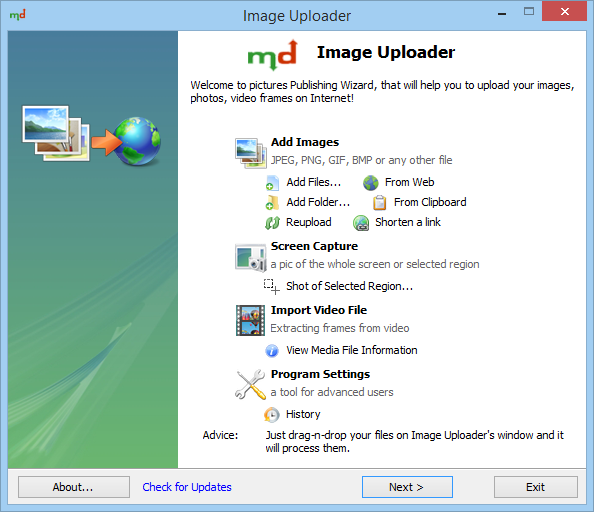 md
Image Uploader
md Image Uploader
Welcome to pictures Publishing Wizard, that will help you to upload your images,
photos, video frames on Internet!
Add Images
JPEG, PNG, GIF, BMP or any other file
Add Files... From Web
Add Folder... From Clipboard
Reupload Shorten a link
Screen Capture
a pic of the whole screen or selected region
Shot of Selected Region...
Import Video File
Extracting frames from video
View Media File Information
Program Settings
a tool for advanced users
History
Advice: Just drag-n-drop your files on Image Uploader's window and it
will process them.
About... Check for Updates Next > Exit